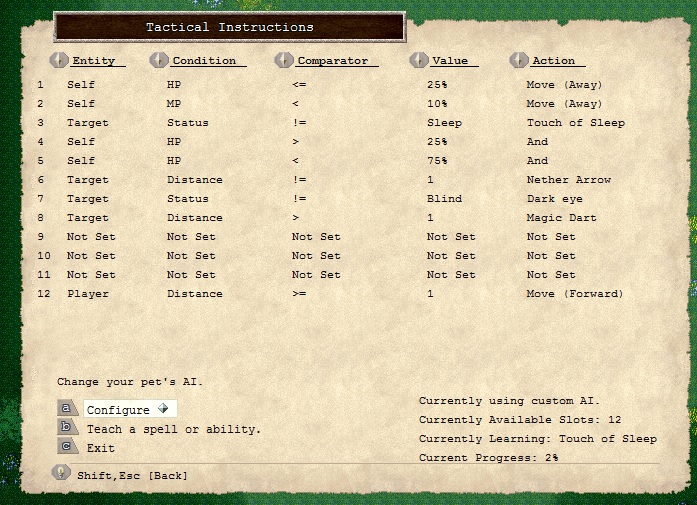 Tactical Instructions
Entity Condition Comparator Value Action
1 Self HP <= 25% Move (Away)
2 Self MP < 10% Move (Away)
3 Target Status != Sleep Touch of Sleep
4 Self HP > 25% And
5 Self HP < 75% And
6 Target Distance != 1 Nether Arrow
7 Target Status != Blind Dark eye
8 Target Distance > 1 Magic Dart
9 Not Set Not Set Not Set Not Set Not Set
10 Not Set Not Set Not Set Not Set Not Set
11 Not Set Not Set Not Set Not Set Not Set
12 Player Distance >= 1 Move (Forward)
Change your pet's AI.
a Configure
b Teach a spell or ability.
c Exit
Currently using custom AI.
Currently Available Slots: 12
Currently Learning: Touch of Sleep
Current Progress: 2%
Shift,Esc [Back]